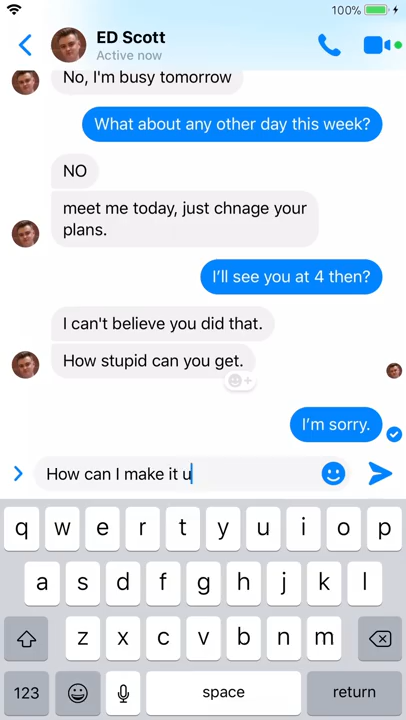 100%
ED Scott
Active now
No, I'm busy tomorrow
What about any other day this week?
NO
meet me today, just chnage your
plans.
I'll see you at 4 then?
I can't believe you did that.
How stupid can you get.
I'm sorry.
How can I make it u
q w e r t y u i o p
a s d f g h j k l
z x c v b n m
123 space return